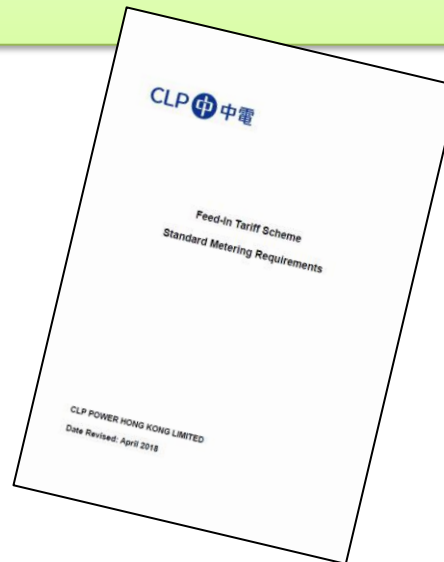 CLP 中電
Feed-In Tariff Scheme
Standard Metering Requirements
CLP POWER HONG KONG LIMITED
Date Revised: April 2018